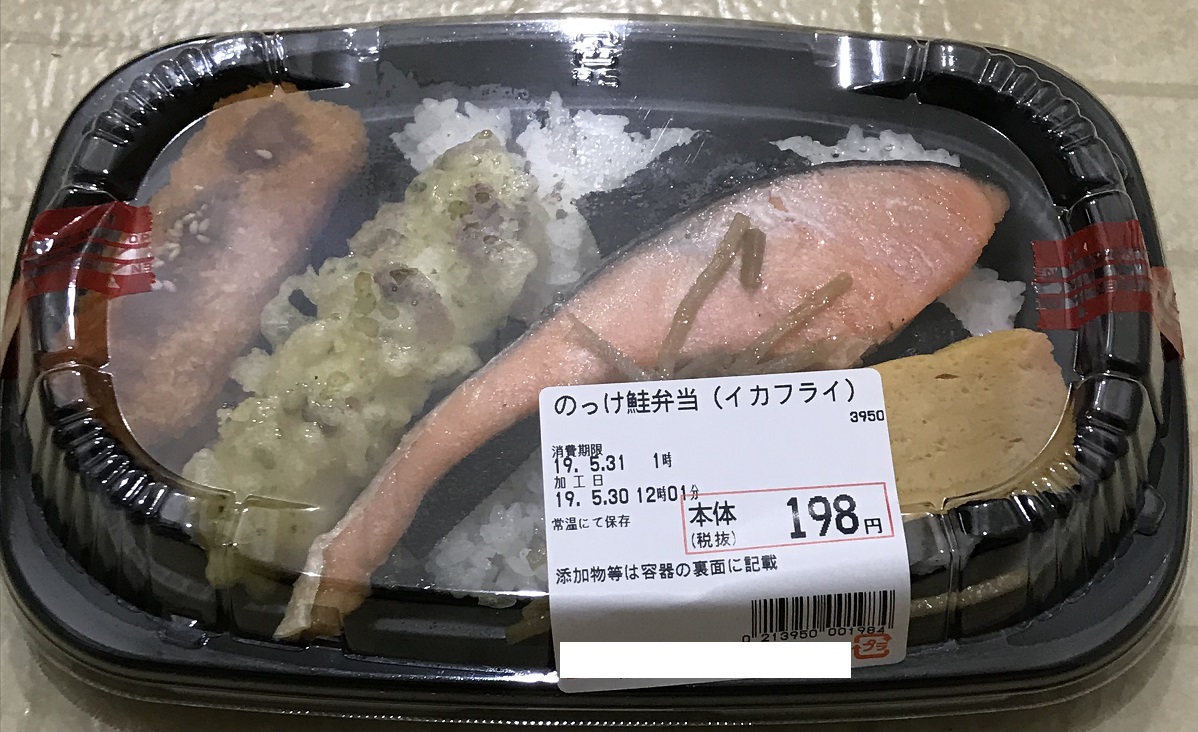 のっけ鮭弁当（イカフライ）
3950
消費期限
19. 5.31 1時
加工日
19. 5.30 12時01分
常温にて保存
本体 198円
(税抜)
添加物等は容器の裏面に記載
0 213950 001984
プラ